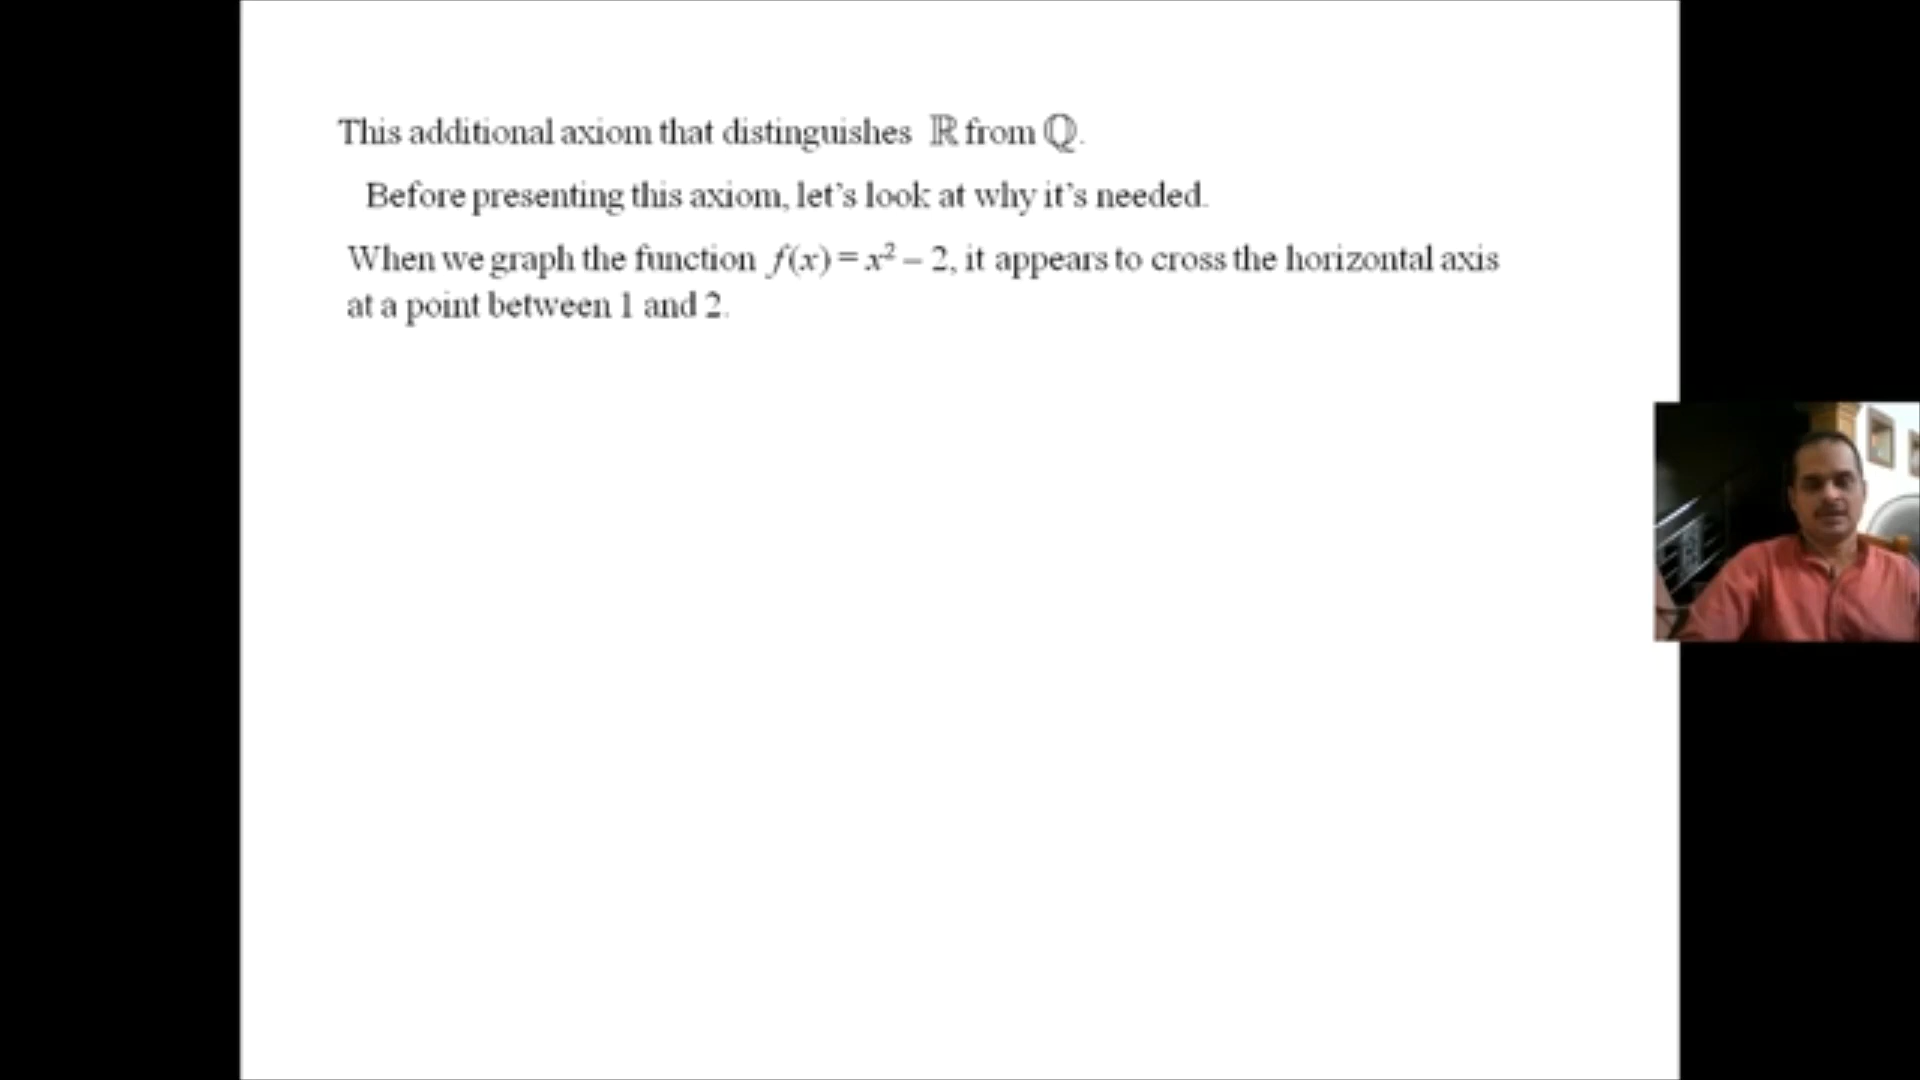 This additional axiom that distinguishes ℝ from ℚ.
Before presenting this axiom, let’s look at why it’s needed.
When we graph the function f(x) = x² – 2, it appears to cross the horizontal axis
at a point between 1 and 2.